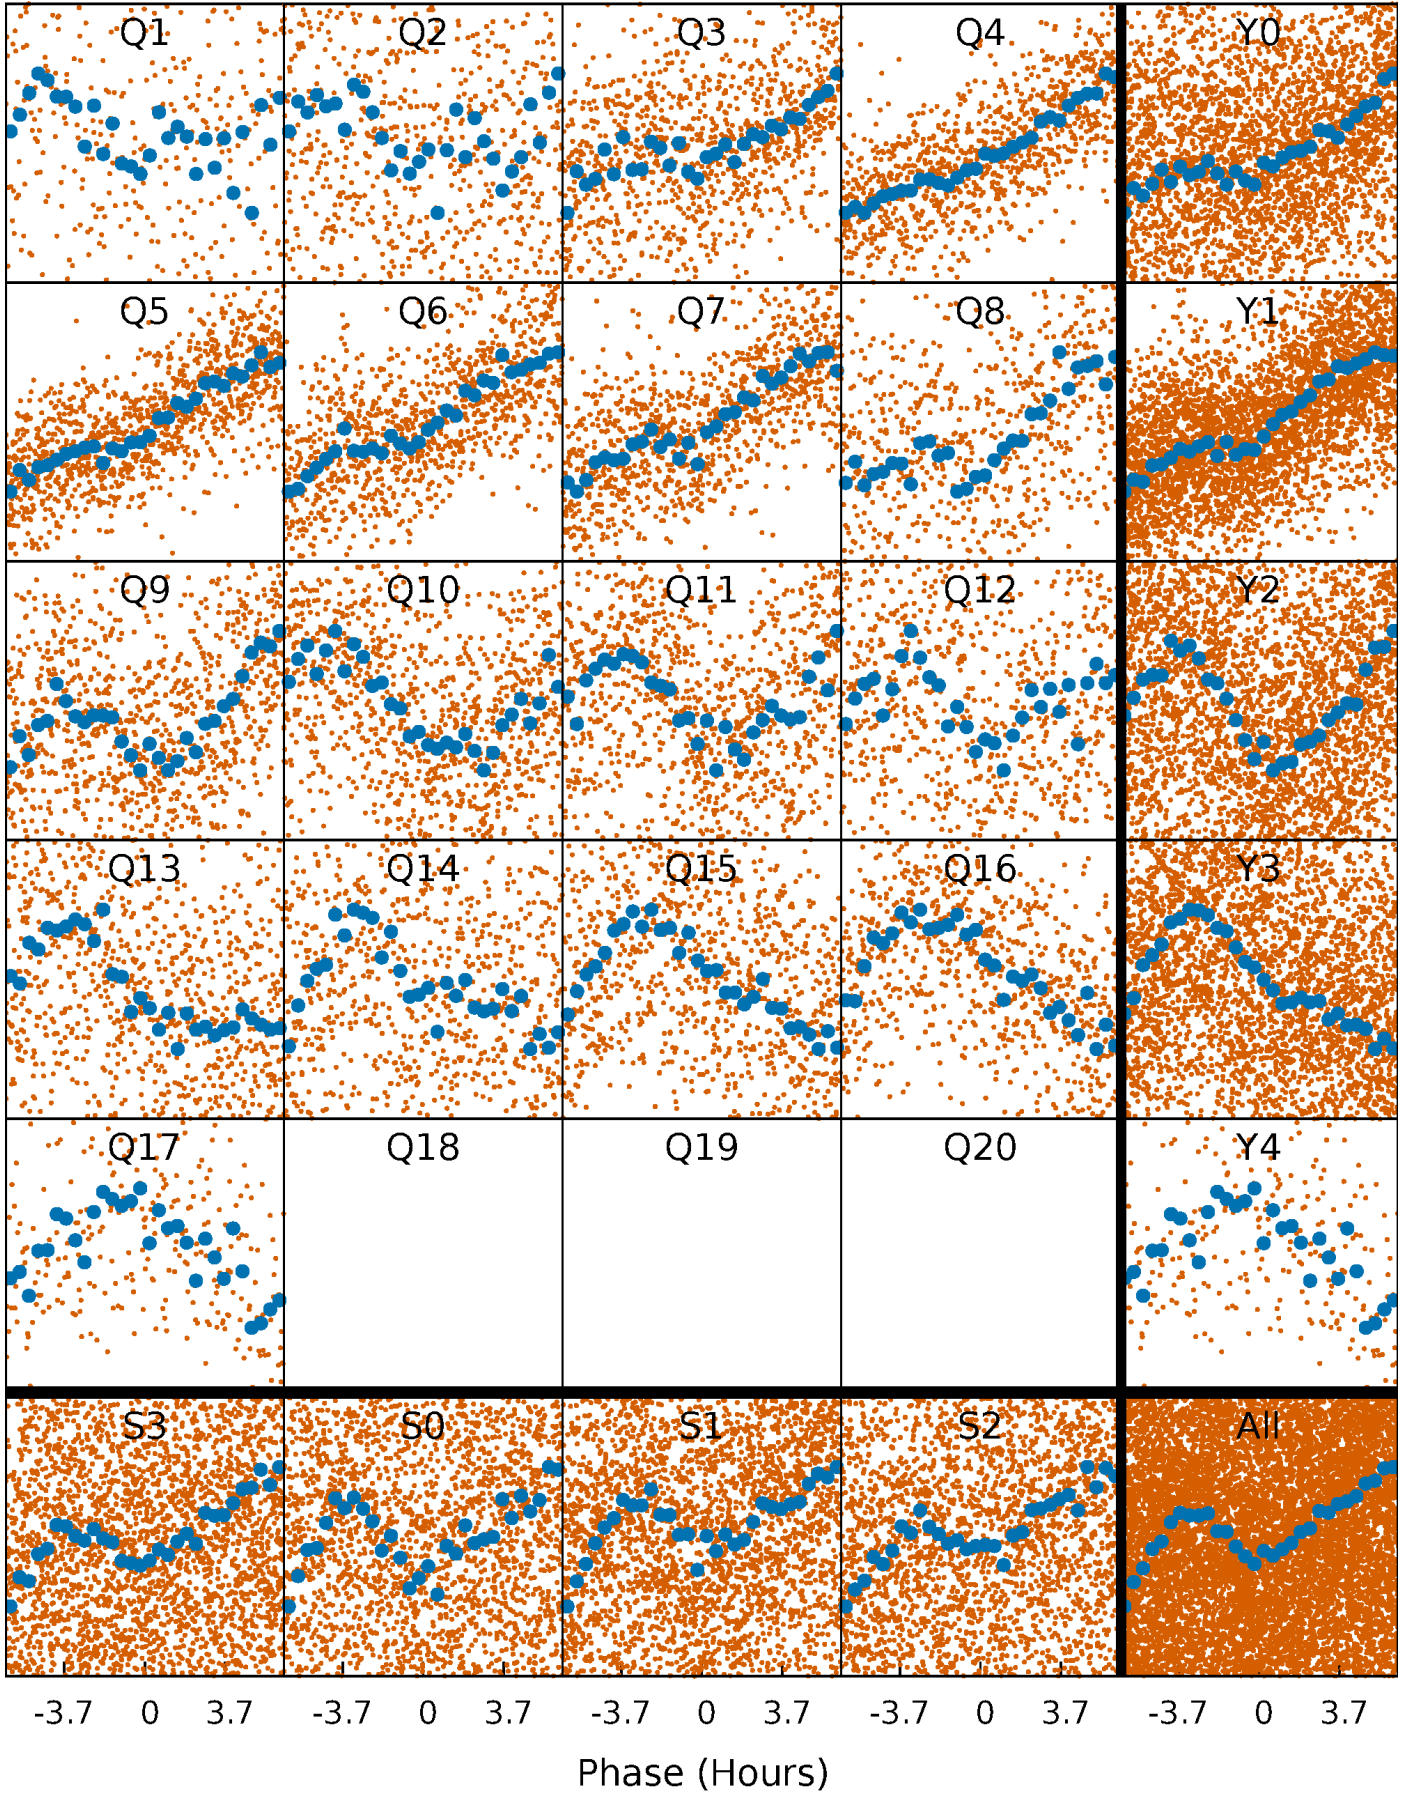 Q1 Q2 Q3 Q4 Y0
Q5 Q6 Q7 Q8 Y1
Q9 Q10 Q11 Q12 Y2
Q13 Q14 Q15 Q16 Y3
Q17 Q18 Q19 Q20 Y4
S3 S0 S1 S2 All
-3.7 0 3.7 -3.7 0 3.7 -3.7 0 3.7 -3.7 0 3.7 -3.7 0 3.7
Phase (Hours)